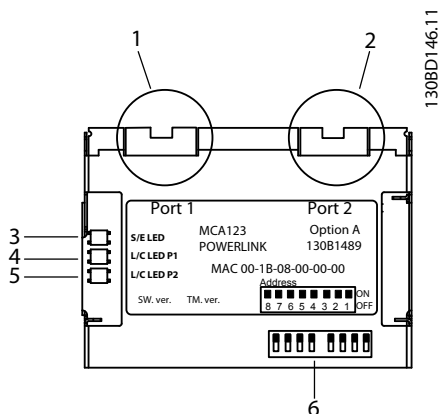 1
2
130BD146.11
Port 1
Port 2
3
S/E LED
MCA123
Option A
4
L/C LED P1
POWERLINK
130B1489
5
L/C LED P2
MAC 00-1B-08-00-00-00
Address
SW. ver.
TM. ver.
ON
8 7 6 5 4 3 2 1 OFF
6